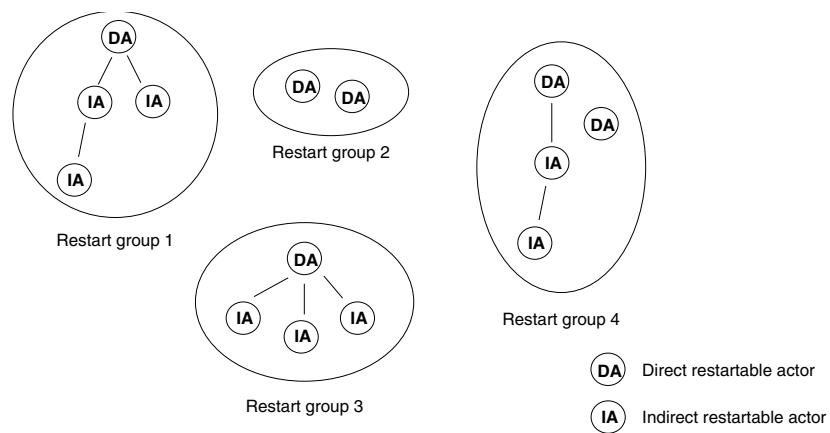 DA
IA
IA
IA
Restart group 1
DA
DA
Restart group 2
DA
IA
IA
IA
Restart group 3
DA
DA
IA
IA
Restart group 4
DA Direct restartable actor
IA Indirect restartable actor